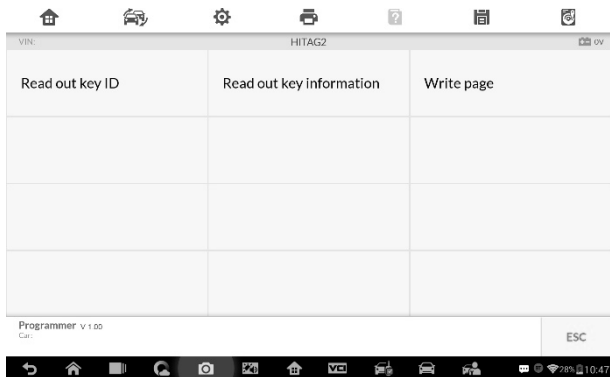 VIN: HITAG2 0V
Read out key ID Read out key information Write page
Programmer V 1.00
Car:
ESC
VCI 28% 10:47